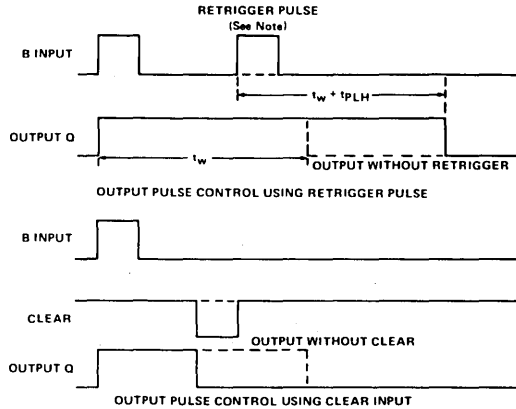 RETRIGGER PULSE
(See Note)
B INPUT
tw + tPLH
OUTPUT Q
tw
OUTPUT WITHOUT RETRIGGER
OUTPUT PULSE CONTROL USING RETRIGGER PULSE
B INPUT
CLEAR
OUTPUT WITHOUT CLEAR
OUTPUT Q
OUTPUT PULSE CONTROL USING CLEAR INPUT